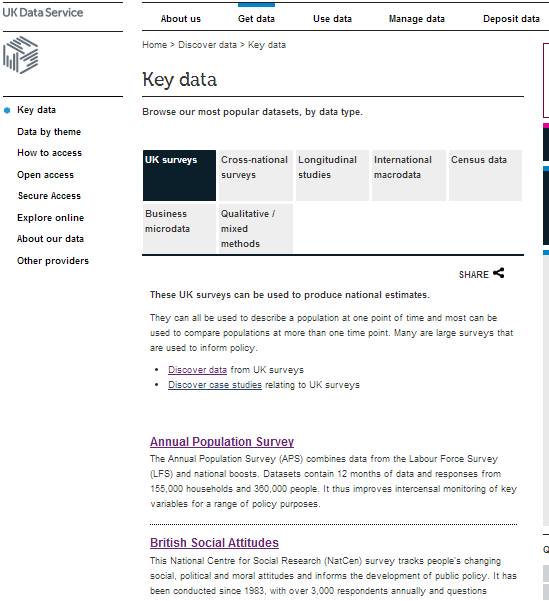 UK Data Service
About us Get data Use data Manage data Deposit data
Home > Discover data > Key data
Key data
Browse our most popular datasets, by data type.
Key data
Data by theme
How to access
Open access
Secure Access
Explore online
About our data
Other providers
UK surveys
Cross-national
surveys
Longitudinal
studies
International
macrodata
Census data
Business
microdata
Qualitative /
mixed
methods
SHARE
These UK surveys can be used to produce national estimates.
They can all be used to describe a population at one point of time and most can be
used to compare populations at more than one time point. Many are large surveys that
are used to inform policy.
• Discover data from UK surveys
• Discover case studies relating to UK surveys
Annual Population Survey
The Annual Population Survey (APS) combines data from the Labour Force Survey
(LFS) and national boosts. Datasets contain 12 months of data and responses from
155,000 households and 360,000 people. It thus improves intercensal monitoring of key
variables for a range of policy purposes.
British Social Attitudes
This National Centre for Social Research (NatCen) survey tracks people's changing
social, political and moral attitudes and informs the development of public policy. It has
been conducted since 1983, with over 3,000 respondents annually and questions